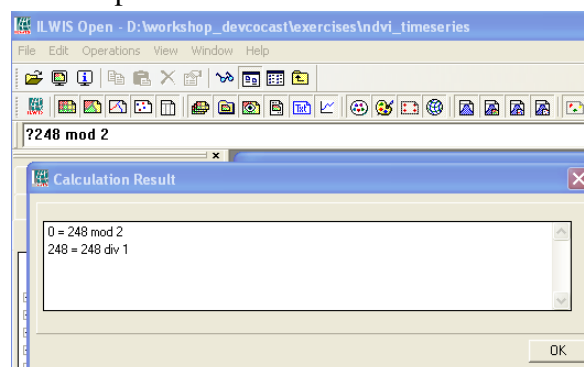 ILWIS Open - D:\workshop_devcocast\exercises\ndvi_timeseries
File Edit Operations View Window Help
?248 mod 2
Calculation Result
0 = 248 mod 2
248 = 248 div 1
OK